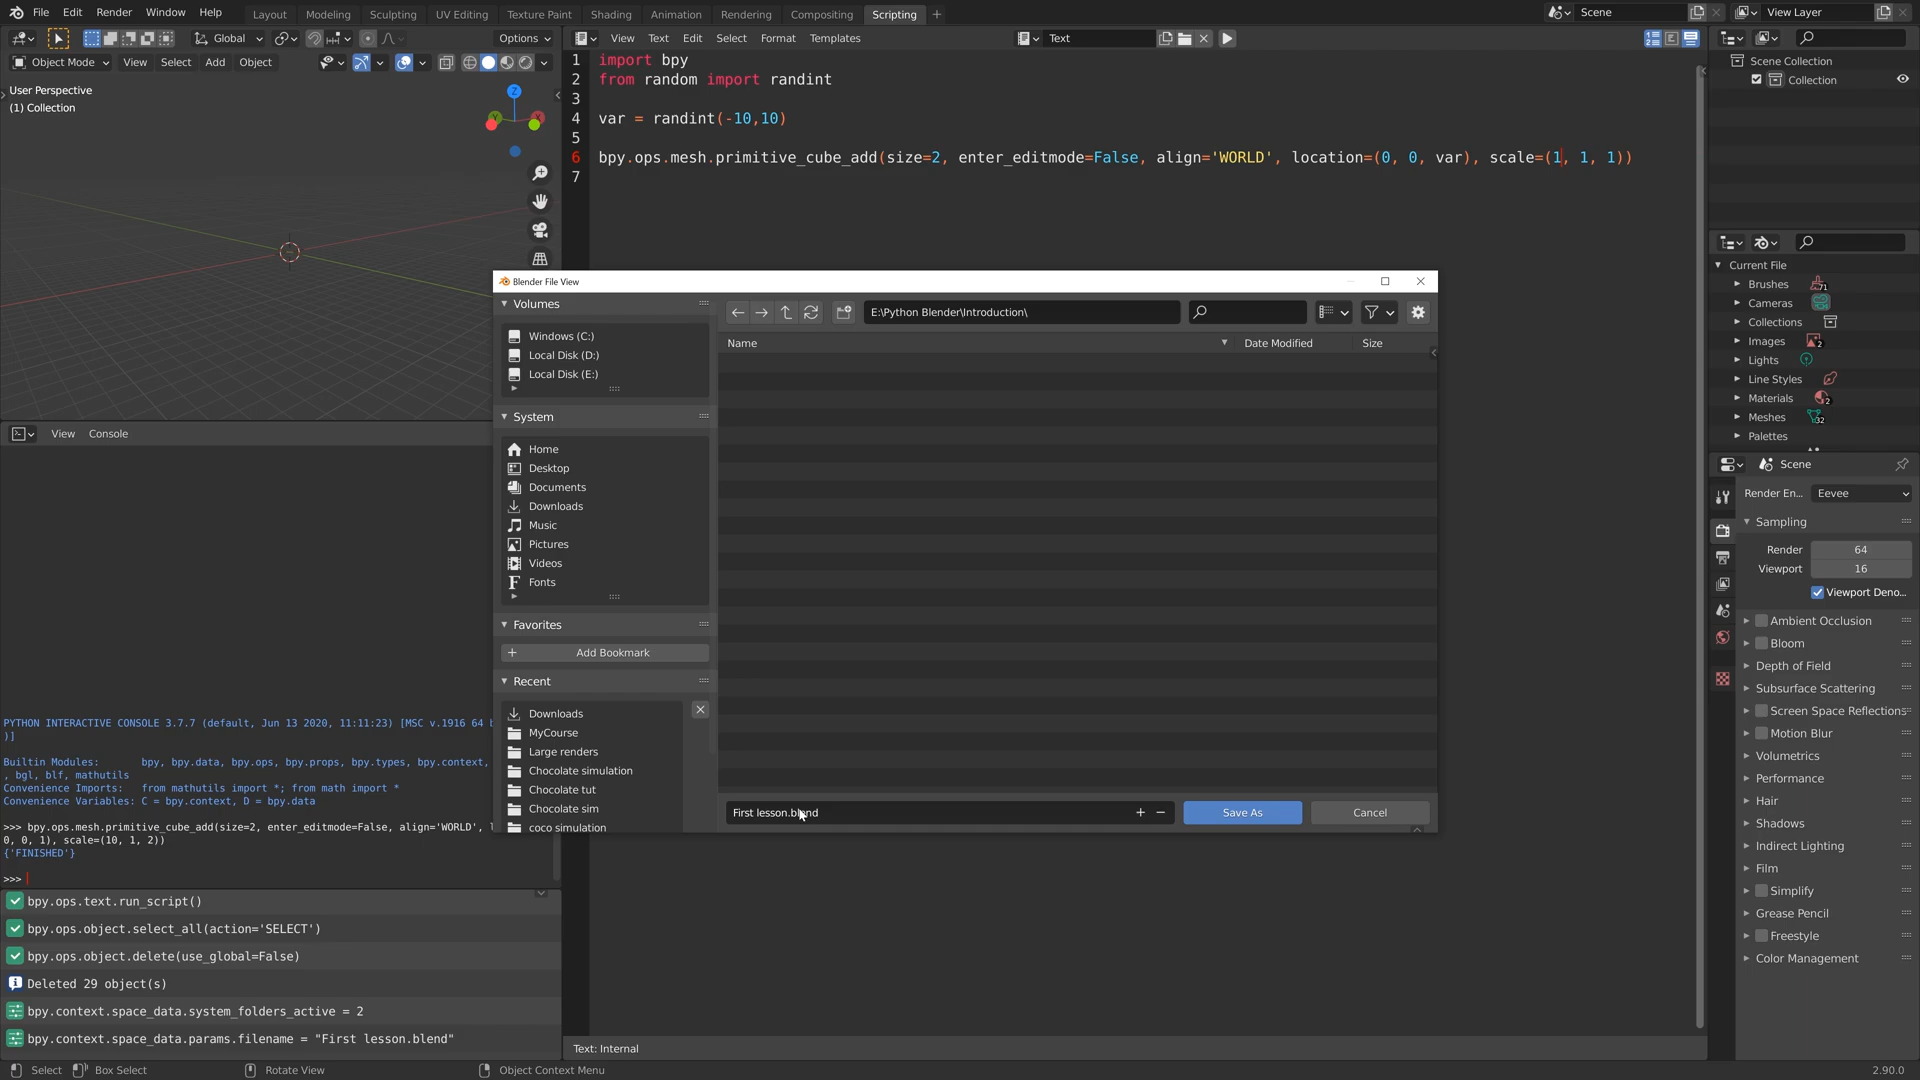 File Edit Render Window Help Layout Modeling Sculpting UV Editing Texture Paint Shading Animation Rendering Compositing Scripting + Scene View Layer
Global Options
View Text Edit Select Format Templates Text
Object Mode View Select Add Object
User Perspective
(1) Collection
Z
1 import bpy
2 from random import randint
3
4 var = randint(-10,10)
5
6 bpy.ops.mesh.primitive_cube_add(size=2, enter_editmode=False, align='WORLD', location=(0, 0, var), scale=(1, 1, 1))
7
Scene Collection
Collection
Current File
Brushes 71
Cameras
Collections
Images 2
Lights
Line Styles
Materials 2
Meshes 32
Palettes
Blender File View
Volumes
Windows (C:)
Local Disk (D:)
Local Disk (E:)
System
Home
Desktop
Documents
Downloads
Music
Pictures
Videos
Fonts
Favorites
+ Add Bookmark
Recent
Downloads
MyCourse
Large renders
Chocolate simulation
Chocolate tut
Chocolate sim
coco simulation
E:\Python Blender\Introduction\
Name Date Modified Size
First lesson.blend + − Save As Cancel
View Console
PYTHON INTERACTIVE CONSOLE 3.7.7 (default, Jun 13 2020, 11:11:23) [MSC v.1916 64 b
)]
Builtin Modules: bpy, bpy.data, bpy.ops, bpy.props, bpy.types, bpy.context,
, bgl, blf, mathutils
Convenience Imports: from mathutils import *; from math import *
Convenience Variables: C = bpy.context, D = bpy.data
>>> bpy.ops.mesh.primitive_cube_add(size=2, enter_editmode=False, align='WORLD', l
0, 0, 1), scale=(10, 1, 2))
{'FINISHED'}
>>>
bpy.ops.text.run_script()
bpy.ops.object.select_all(action='SELECT')
bpy.ops.object.delete(use_global=False)
Deleted 29 object(s)
bpy.context.space_data.system_folders_active = 2
bpy.context.space_data.params.filename = "First lesson.blend"
Text: Internal
Scene
Render En... Eevee
Sampling
Render 64
Viewport 16
Viewport Deno...
Ambient Occlusion
Bloom
Depth of Field
Subsurface Scattering
Screen Space Reflections
Motion Blur
Volumetrics
Performance
Hair
Shadows
Indirect Lighting
Film
Simplify
Grease Pencil
Freestyle
Color Management
Select Box Select Rotate View Object Context Menu 2.90.0